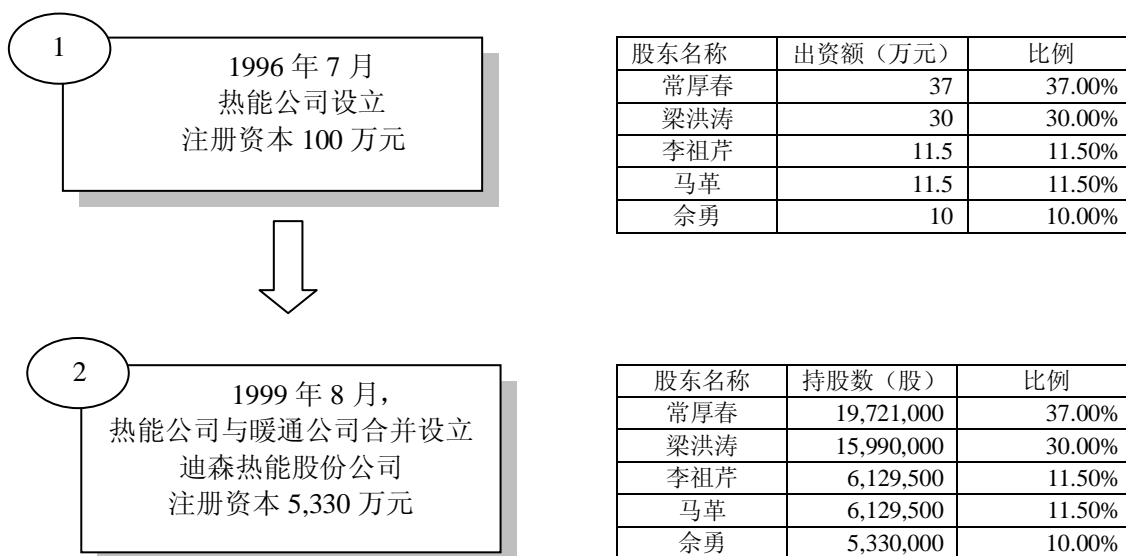 1
1996 年 7 月
热能公司设立
注册资本 100 万元
股东名称 出资额（万元） 比例
常厚春 37 37.00%
梁洪涛 30 30.00%
李祖芹 11.5 11.50%
马革 11.5 11.50%
佘勇 10 10.00%
2
1999 年 8 月，
热能公司与暖通公司合并设立
迪森热能股份公司
注册资本 5,330 万元
股东名称 持股数（股） 比例
常厚春 19,721,000 37.00%
梁洪涛 15,990,000 30.00%
李祖芹 6,129,500 11.50%
马革 6,129,500 11.50%
佘勇 5,330,000 10.00%